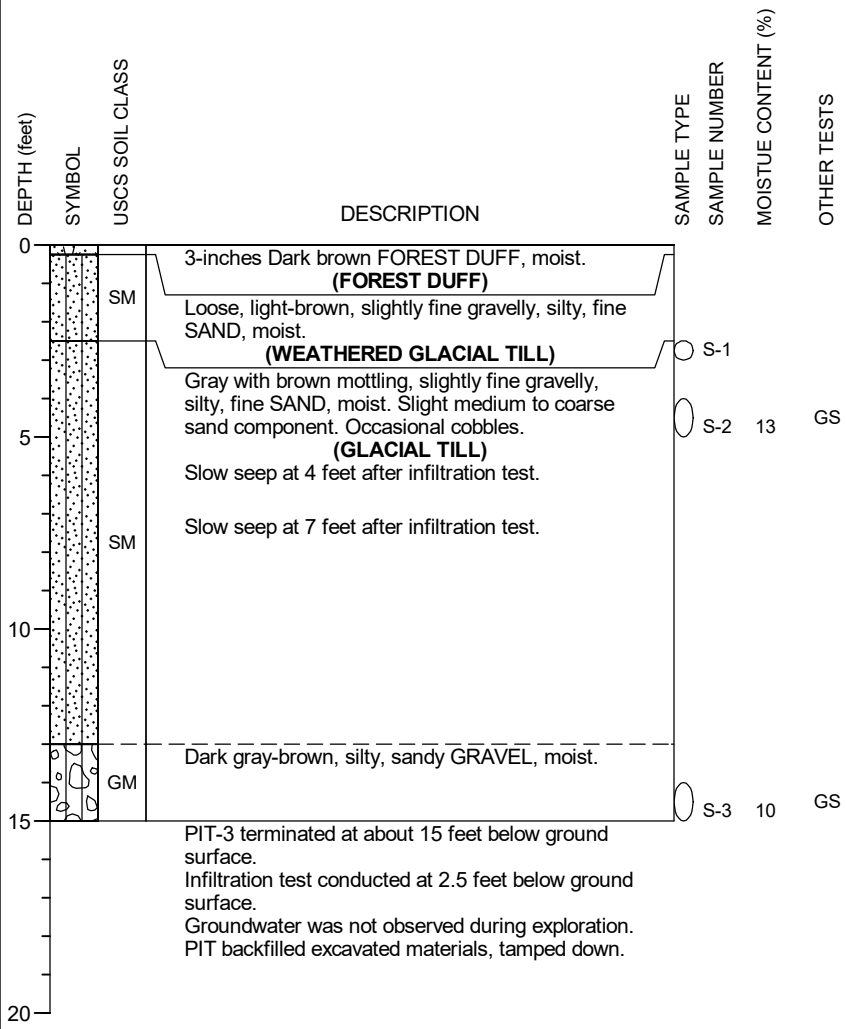 DEPTH (feet)
SYMBOL
USCS SOIL CLASS
DESCRIPTION
SAMPLE TYPE
SAMPLE NUMBER
MOISTUE CONTENT (%)
OTHER TESTS
0
3-inches Dark brown FOREST DUFF, moist.
(FOREST DUFF)
SM
Loose, light-brown, slightly fine gravelly, silty, fine
SAND, moist.
(WEATHERED GLACIAL TILL)
S-1
Gray with brown mottling, slightly fine gravelly,
silty, fine SAND, moist. Slight medium to coarse
sand component. Occasional cobbles.
S-2 13 GS
5
(GLACIAL TILL)
Slow seep at 4 feet after infiltration test.
Slow seep at 7 feet after infiltration test.
SM
10
Dark gray-brown, silty, sandy GRAVEL, moist.
GM
S-3 10 GS
15
PIT-3 terminated at about 15 feet below ground
surface.
Infiltration test conducted at 2.5 feet below ground
surface.
Groundwater was not observed during exploration.
PIT backfilled excavated materials, tamped down.
20